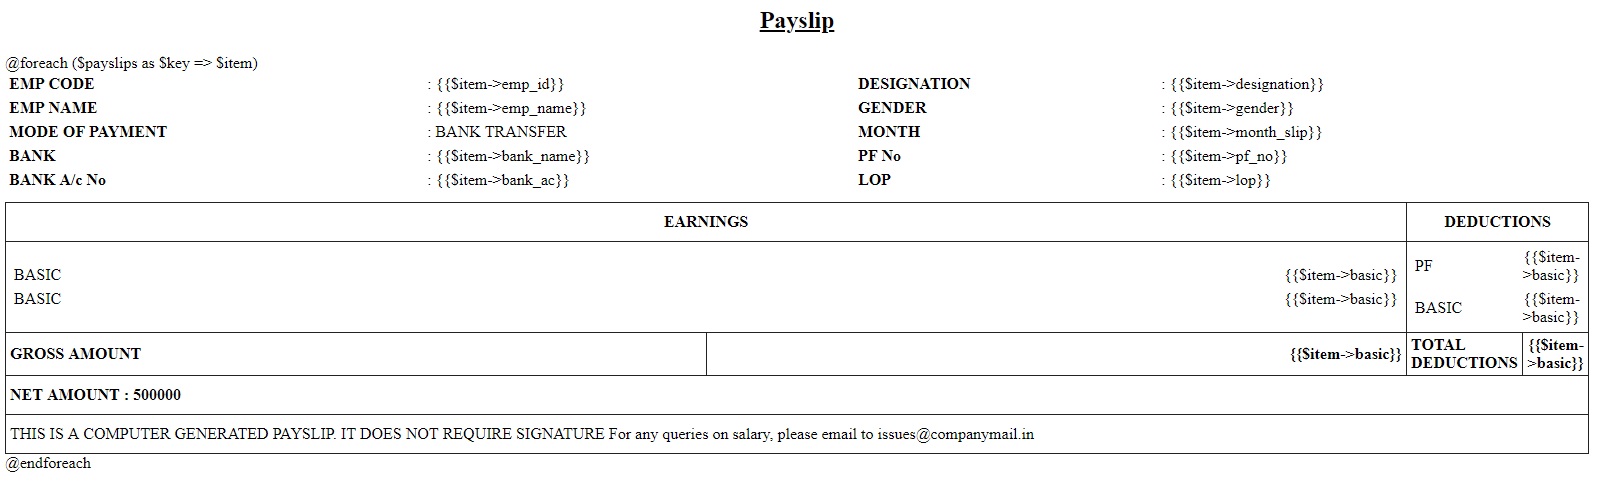 Payslip
@foreach ($payslips as $key => $item)
EMP CODE : {{$item->emp_id}} DESIGNATION : {{$item->designation}}
EMP NAME : {{$item->emp_name}} GENDER : {{$item->gender}}
MODE OF PAYMENT : BANK TRANSFER MONTH : {{$item->month_slip}}
BANK : {{$item->bank_name}} PF No : {{$item->pf_no}}
BANK A/c No : {{$item->bank_ac}} LOP : {{$item->lop}}
EARNINGS DEDUCTIONS
BASIC {{$item->basic}}
BASIC {{$item->basic}}
PF {{$item-
>basic}}
BASIC {{$item-
>basic}}
GROSS AMOUNT {{$item->basic}}
TOTAL
DEDUCTIONS
{{$item-
>basic}}
NET AMOUNT : 500000
THIS IS A COMPUTER GENERATED PAYSLIP. IT DOES NOT REQUIRE SIGNATURE For any queries on salary, please email to issues@companymail.in
@endforeach